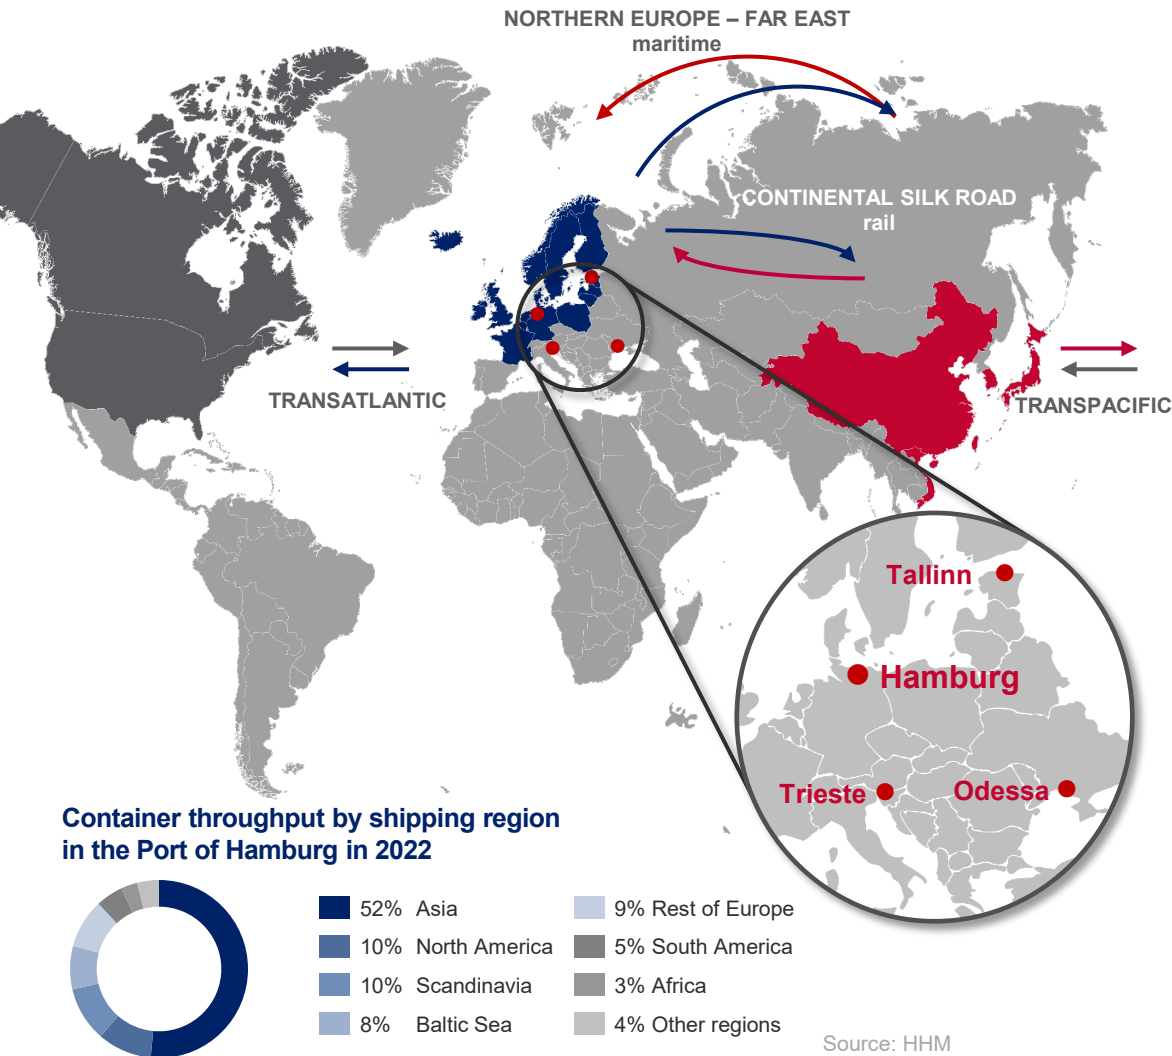 NORTHERN EUROPE – FAR EAST
maritime
CONTINENTAL SILK ROAD
rail
TRANSATLANTIC
TRANSPACIFIC
Tallinn
Hamburg
Trieste
Odessa
Container throughput by shipping region
in the Port of Hamburg in 2022
52% Asia
10% North America
10% Scandinavia
8% Baltic Sea
9% Rest of Europe
5% South America
3% Africa
4% Other regions
Source: HHM